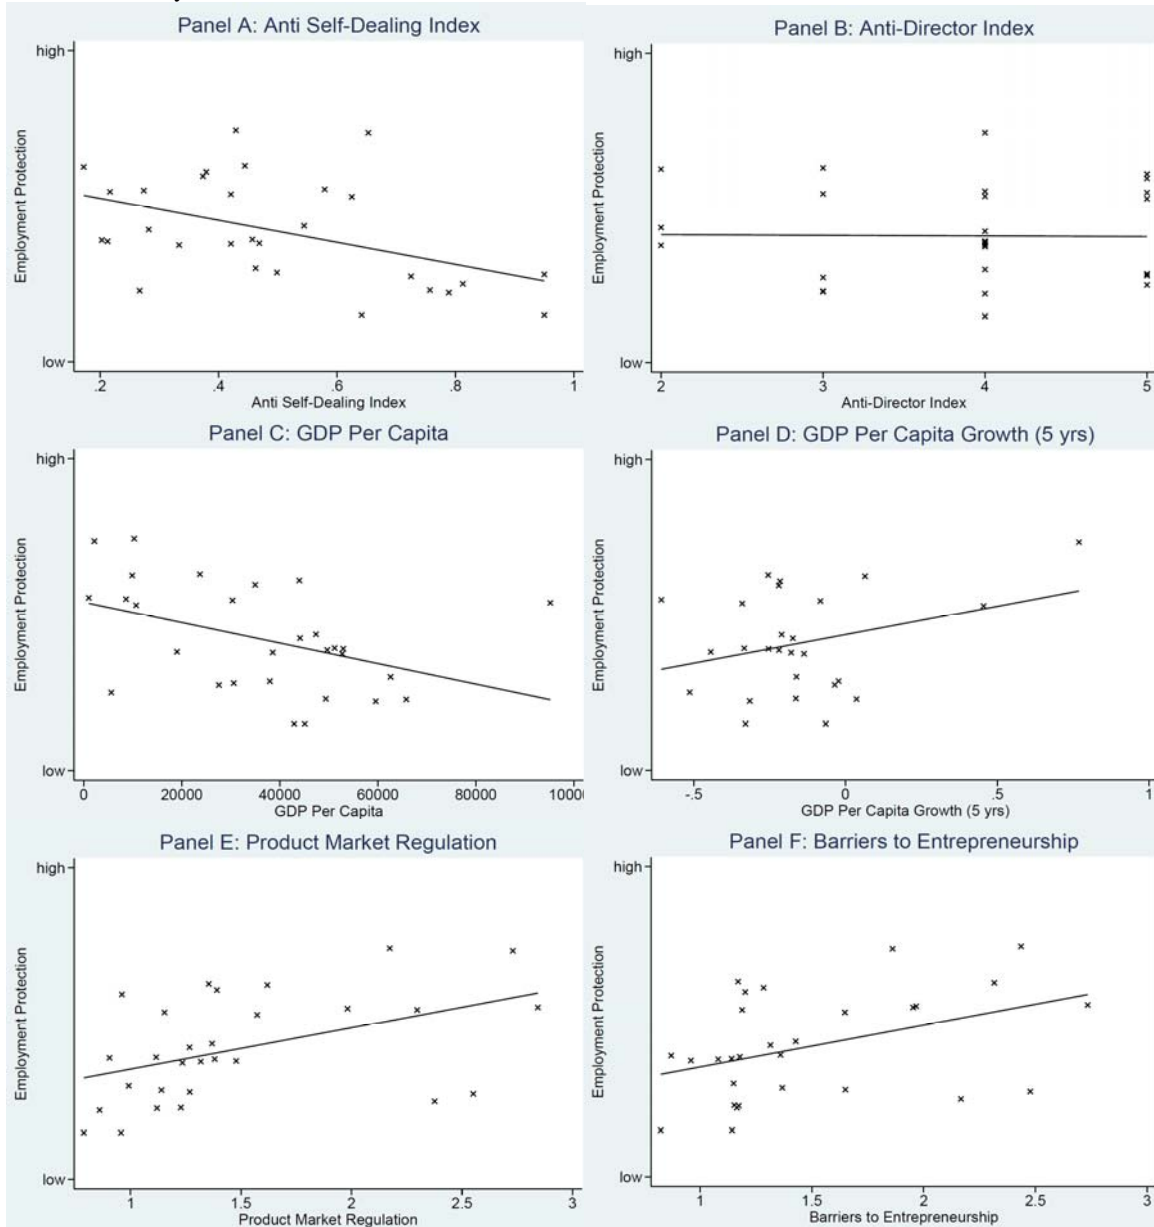 Panel A: Anti Self-Dealing Index
high
Employment Protection
low
.2 .4 .6 .8 1
Anti Self-Dealing Index
Panel B: Anti-Director Index
high
Employment Protection
low
2 3 4 5
Anti-Director Index
Panel C: GDP Per Capita
high
Employment Protection
low
0 20000 40000 60000 80000 10000
GDP Per Capita
Panel D: GDP Per Capita Growth (5 yrs)
high
Employment Protection
low
-.5 0 .5 1
GDP Per Capita Growth (5 yrs)
Panel E: Product Market Regulation
high
Employment Protection
low
1 1.5 2 2.5 3
Product Market Regulation
Panel F: Barriers to Entrepreneurship
high
Employment Protection
low
1 1.5 2 2.5 3
Barriers to Entrepreneurship